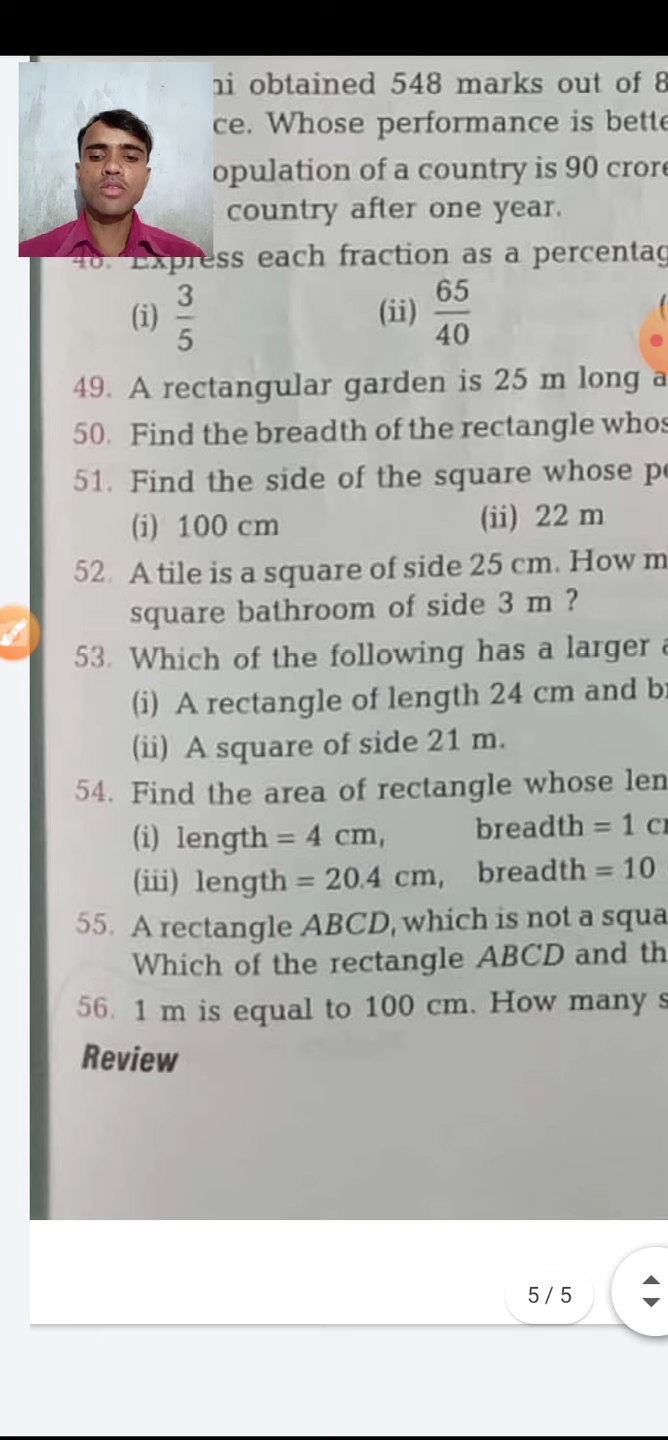 ni obtained 548 marks out of 8
ce. Whose performance is bette
opulation of a country is 90 crore
country after one year.
48. Express each fraction as a percentag
(i) 3/5 (ii) 65/40 (
49. A rectangular garden is 25 m long a
50. Find the breadth of the rectangle whos
51. Find the side of the square whose pe
(i) 100 cm (ii) 22 m
52. A tile is a square of side 25 cm. How m
square bathroom of side 3 m ?
53. Which of the following has a larger a
(i) A rectangle of length 24 cm and br
(ii) A square of side 21 m.
54. Find the area of rectangle whose len
(i) length = 4 cm, breadth = 1 cm
(iii) length = 20.4 cm, breadth = 10
55. A rectangle ABCD, which is not a squa
Which of the rectangle ABCD and th
56. 1 m is equal to 100 cm. How many s
Review
5 / 5